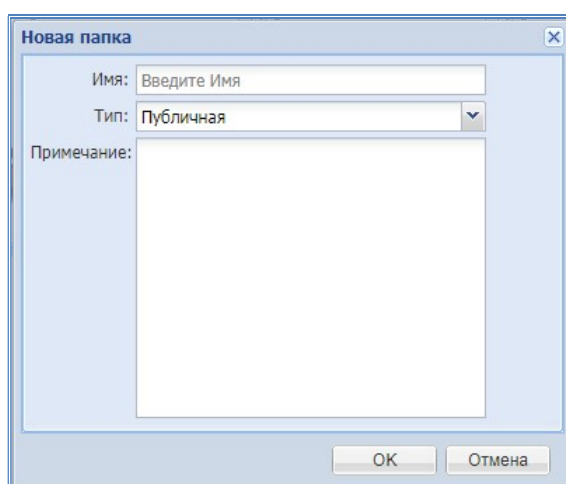 Новая папка
Имя: Введите Имя
Тип: Публичная
Примечание:
OK Отмена